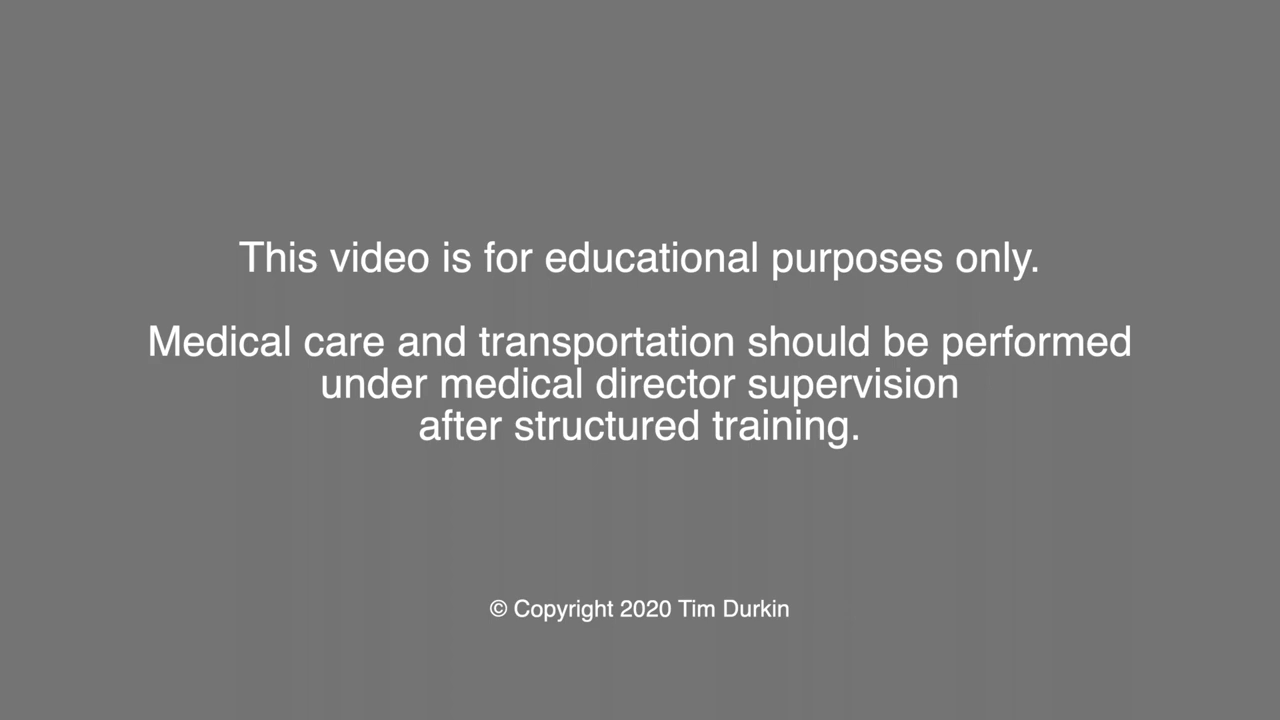 This video is for educational purposes only.
Medical care and transportation should be performed
under medical director supervision
after structured training.
© Copyright 2020 Tim Durkin